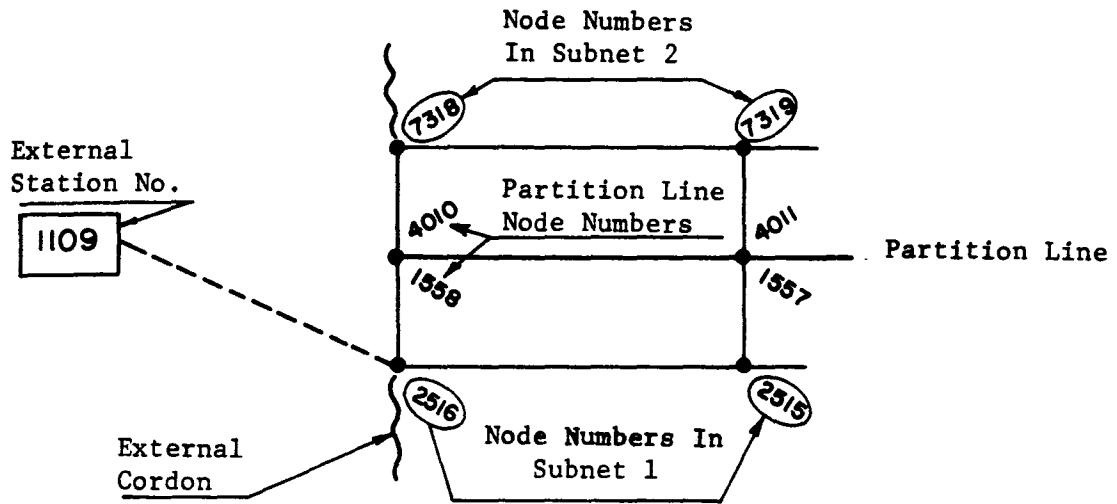 Node Numbers
In Subnet 2
7318
7319
External
Station No.
1109
Partition Line
Node Numbers
4010
4011
Partition Line
1558
1557
2516
2515
External
Cordon
Node Numbers In
Subnet 1